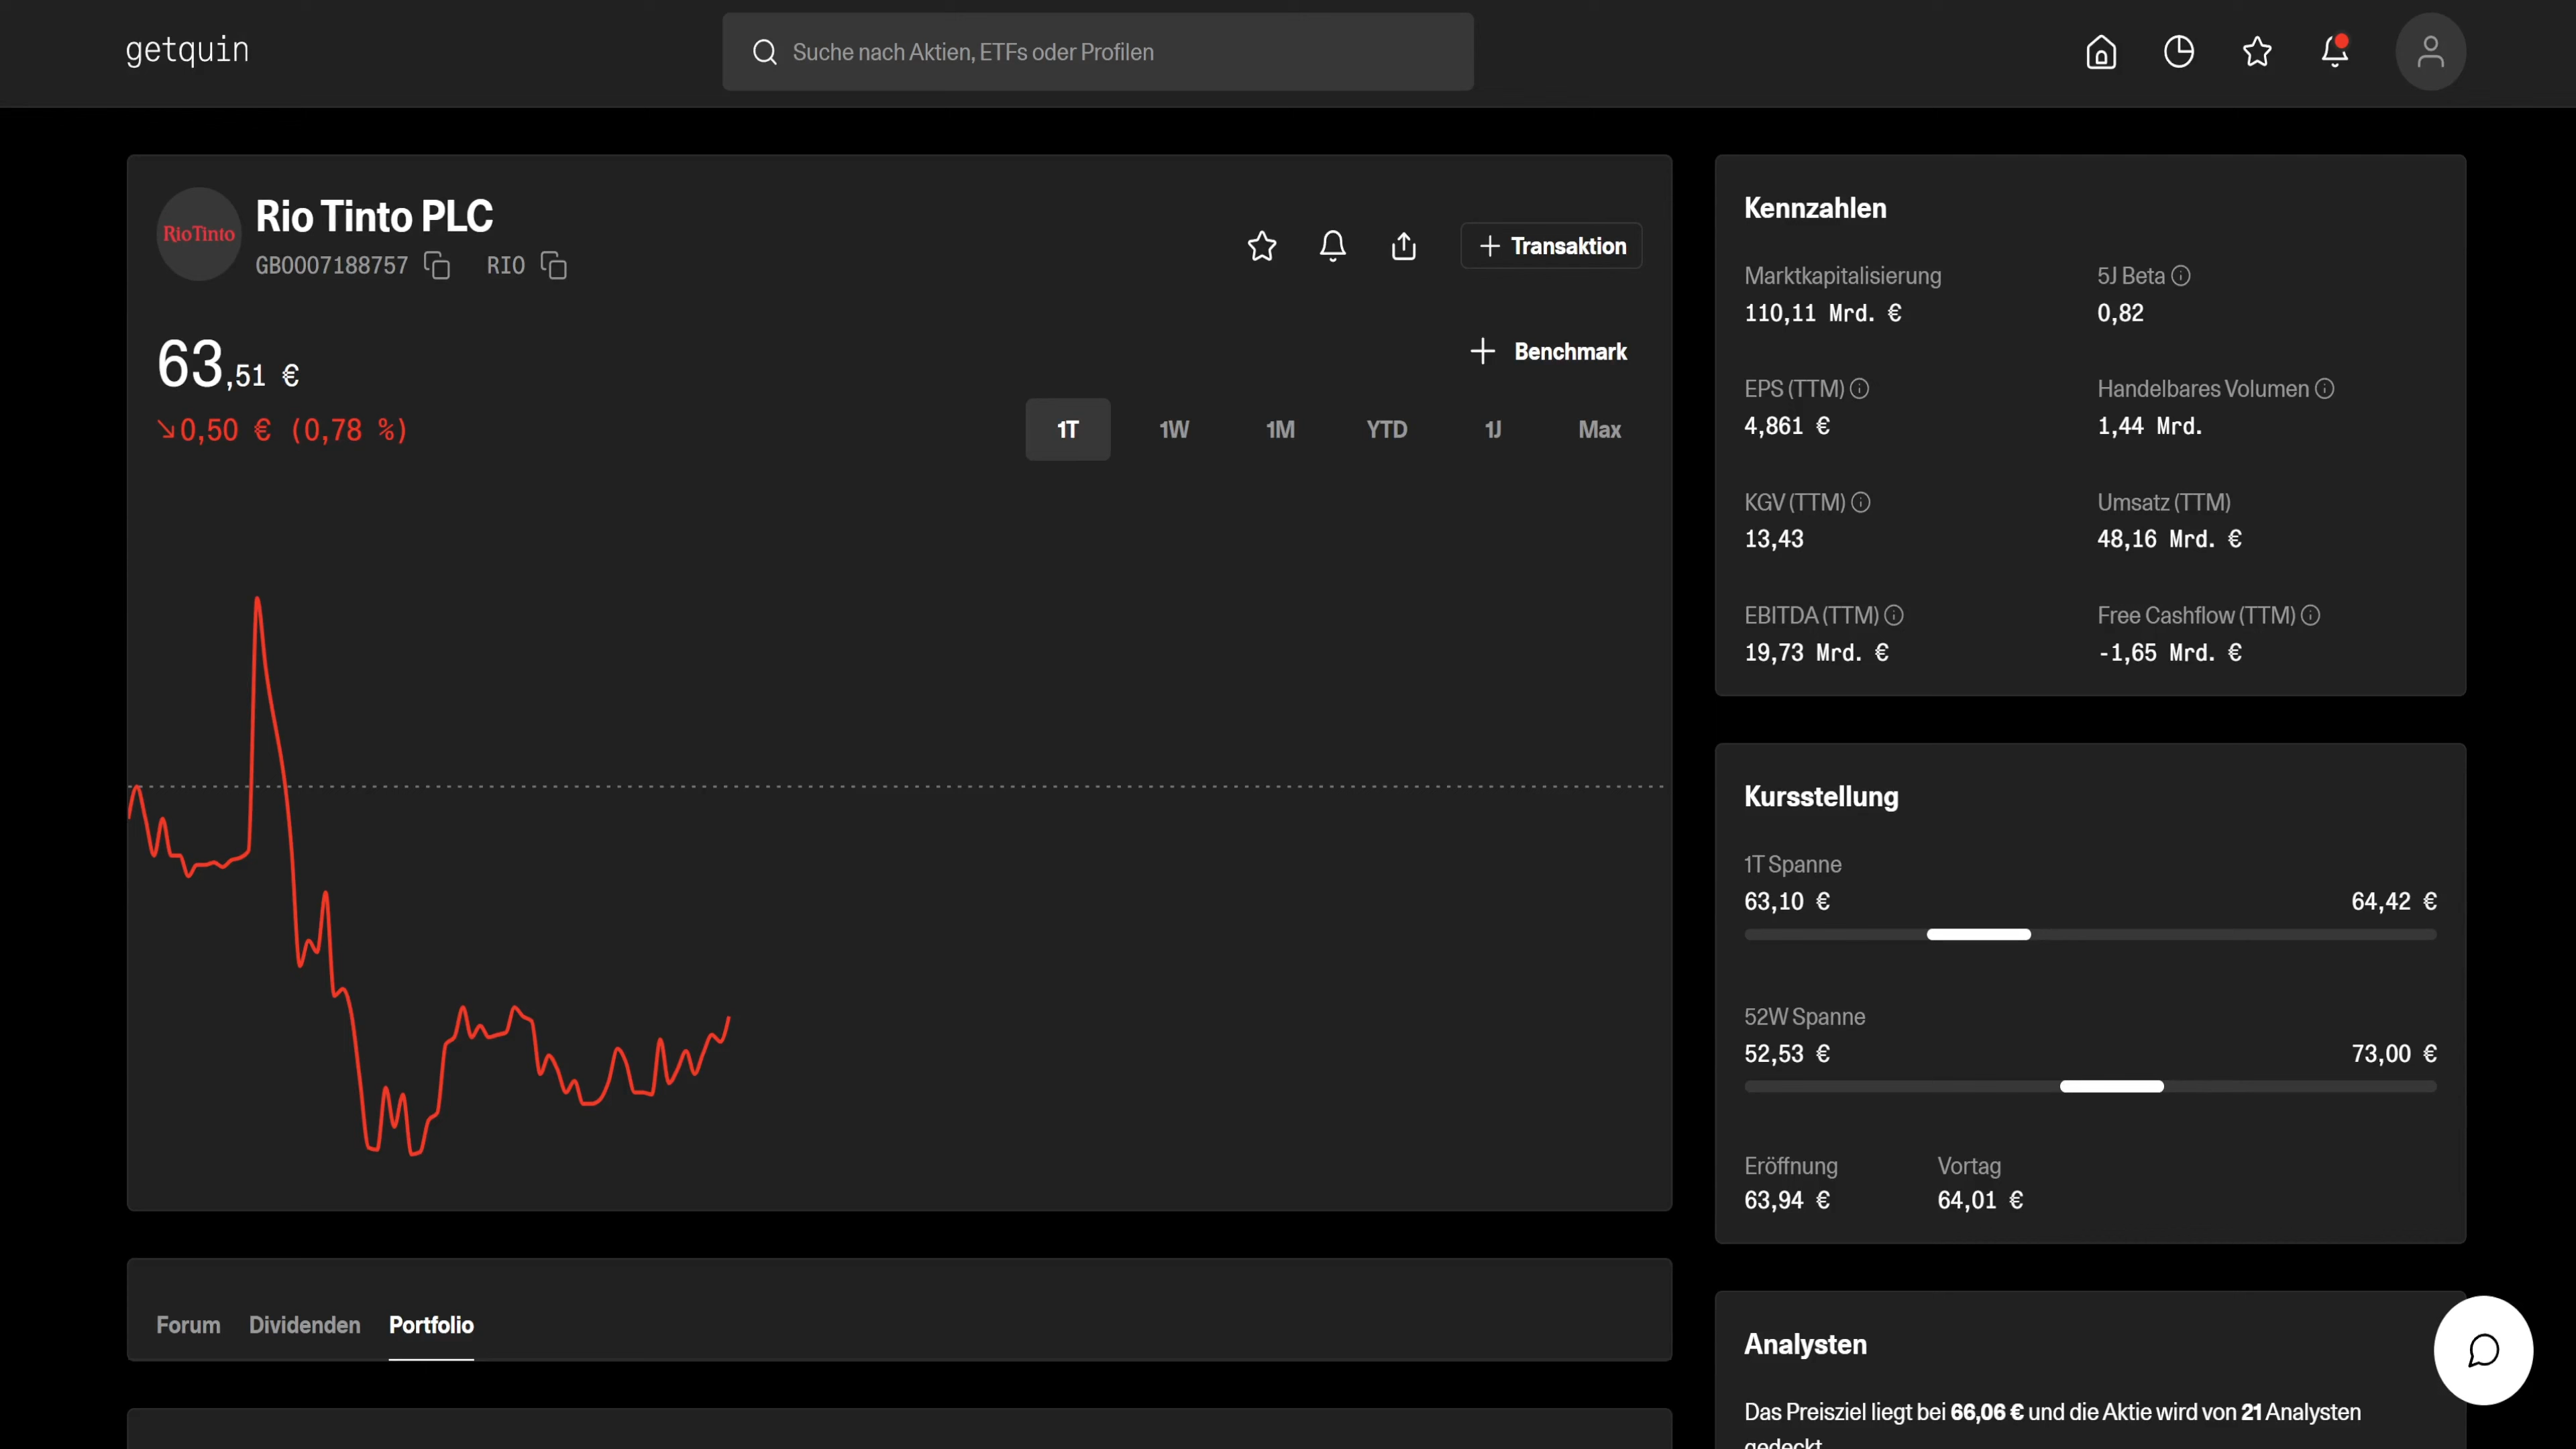 getquin
Suche nach Aktien, ETFs oder Profilen
RioTinto
Rio Tinto PLC
GB0007188757 RIO
+ Transaktion
63,51 €
↘0,50 € (0,78 %)
+ Benchmark
1T 1W 1M YTD 1J Max
Forum Dividenden Portfolio
Kennzahlen
Marktkapitalisierung 5J Beta
110,11 Mrd. € 0,82
EPS (TTM) Handelbares Volumen
4,861 € 1,44 Mrd.
KGV (TTM) Umsatz (TTM)
13,43 48,16 Mrd. €
EBITDA (TTM) Free Cashflow (TTM)
19,73 Mrd. € -1,65 Mrd. €
Kursstellung
1T Spanne
63,10 € 64,42 €
52W Spanne
52,53 € 73,00 €
Eröffnung Vortag
63,94 € 64,01 €
Analysten
Das Preisziel liegt bei 66,06 € und die Aktie wird von 21 Analysten
gedeckt